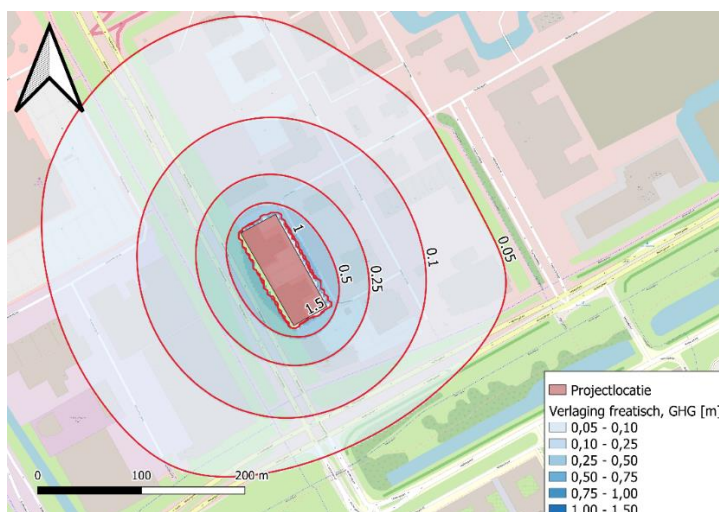 1
0.5
0.25
0.1
0.05
1.5
0
100
200 m
Projectlocatie
Verlaging freatisch, GHG [m]
0,05 - 0,10
0,10 - 0,25
0,25 - 0,50
0,50 - 0,75
0,75 - 1,00
1,00 - 1,50